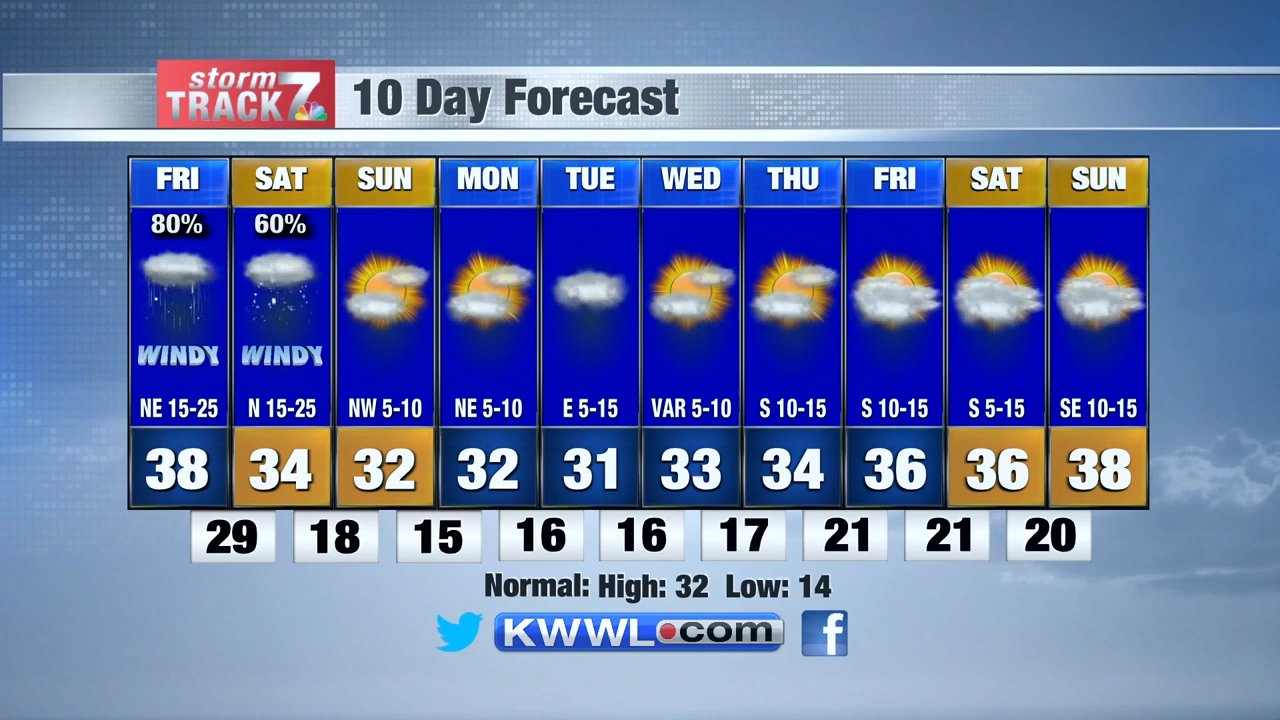 storm
TRACK 7
10 Day Forecast
FRI SAT SUN MON TUE WED THU FRI SAT SUN
80% 60%
WINDY WINDY
NE 15-25 N 15-25 NW 5-10 NE 5-10 E 5-15 VAR 5-10 S 10-15 S 10-15 S 5-15 SE 10-15
38 34 32 32 31 33 34 36 36 38
29 18 15 16 16 17 21 21 20
Normal: High: 32 Low: 14
KWWL.com f